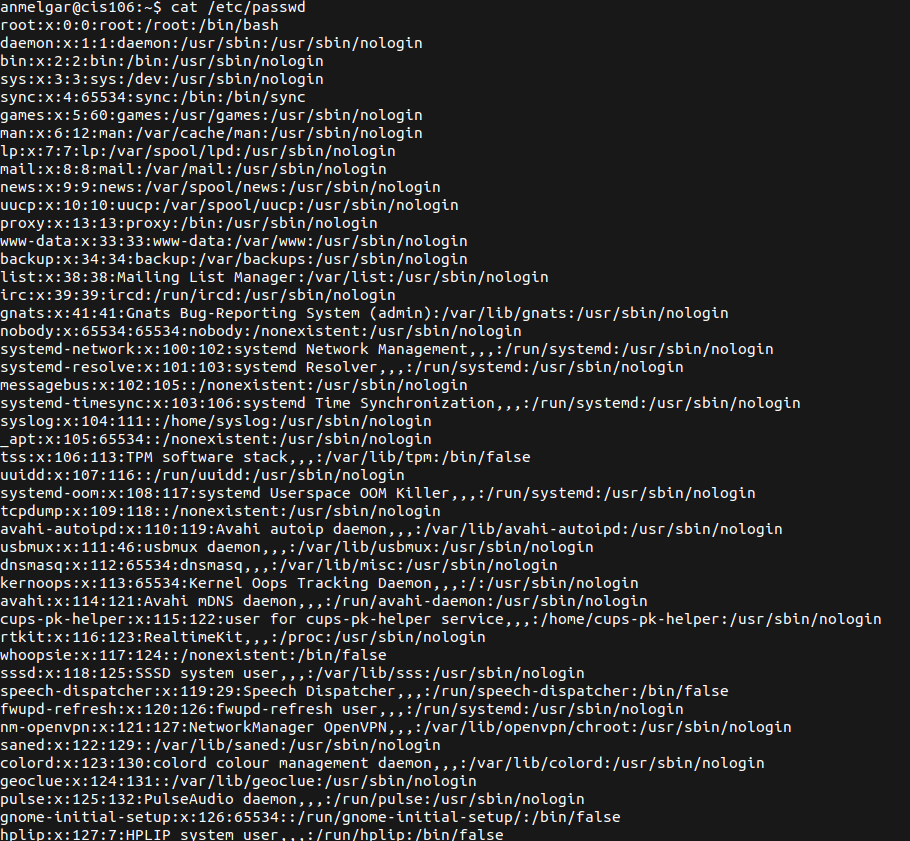 anmelgar@cis106:~$ cat /etc/passwd
root:x:0:0:root:/root:/bin/bash
daemon:x:1:1:daemon:/usr/sbin:/usr/sbin/nologin
bin:x:2:2:bin:/bin:/usr/sbin/nologin
sys:x:3:3:sys:/dev:/usr/sbin/nologin
sync:x:4:65534:sync:/bin:/bin/sync
games:x:5:60:games:/usr/games:/usr/sbin/nologin
man:x:6:12:man:/var/cache/man:/usr/sbin/nologin
lp:x:7:7:lp:/var/spool/lpd:/usr/sbin/nologin
mail:x:8:8:mail:/var/mail:/usr/sbin/nologin
news:x:9:9:news:/var/spool/news:/usr/sbin/nologin
uucp:x:10:10:uucp:/var/spool/uucp:/usr/sbin/nologin
proxy:x:13:13:proxy:/bin:/usr/sbin/nologin
www-data:x:33:33:www-data:/var/www:/usr/sbin/nologin
backup:x:34:34:backup:/var/backups:/usr/sbin/nologin
list:x:38:38:Mailing List Manager:/var/list:/usr/sbin/nologin
irc:x:39:39:ircd:/run/ircd:/usr/sbin/nologin
gnats:x:41:41:Gnats Bug-Reporting System (admin):/var/lib/gnats:/usr/sbin/nologin
nobody:x:65534:65534:nobody:/nonexistent:/usr/sbin/nologin
systemd-network:x:100:102:systemd Network Management,,,:/run/systemd:/usr/sbin/nologin
systemd-resolve:x:101:103:systemd Resolver,,,:/run/systemd:/usr/sbin/nologin
messagebus:x:102:105::/nonexistent:/usr/sbin/nologin
systemd-timesync:x:103:106:systemd Time Synchronization,,,:/run/systemd:/usr/sbin/nologin
syslog:x:104:111::/home/syslog:/usr/sbin/nologin
_apt:x:105:65534::/nonexistent:/usr/sbin/nologin
tss:x:106:113:TPM software stack,,,:/var/lib/tpm:/bin/false
uuidd:x:107:116::/run/uuidd:/usr/sbin/nologin
systemd-oom:x:108:117:systemd Userspace OOM Killer,,,:/run/systemd:/usr/sbin/nologin
tcpdump:x:109:118::/nonexistent:/usr/sbin/nologin
avahi-autoipd:x:110:119:Avahi autoip daemon,,,:/var/lib/avahi-autoipd:/usr/sbin/nologin
usbmux:x:111:46:usbmux daemon,,,:/var/lib/usbmux:/usr/sbin/nologin
dnsmasq:x:112:65534:dnsmasq,,,:/var/lib/misc:/usr/sbin/nologin
kernoops:x:113:65534:Kernel Oops Tracking Daemon,,,:/:/usr/sbin/nologin
avahi:x:114:121:Avahi mDNS daemon,,,:/run/avahi-daemon:/usr/sbin/nologin
cups-pk-helper:x:115:122:user for cups-pk-helper service,,,:/home/cups-pk-helper:/usr/sbin/nologin
rtkit:x:116:123:RealtimeKit,,,:/proc:/usr/sbin/nologin
whoopsie:x:117:124::/nonexistent:/bin/false
sssd:x:118:125:SSSD system user,,,:/var/lib/sss:/usr/sbin/nologin
speech-dispatcher:x:119:29:Speech Dispatcher,,,:/run/speech-dispatcher:/bin/false
fwupd-refresh:x:120:126:fwupd-refresh user,,,:/run/systemd:/usr/sbin/nologin
nm-openvpn:x:121:127:NetworkManager OpenVPN,,,:/var/lib/openvpn/chroot:/usr/sbin/nologin
saned:x:122:129::/var/lib/saned:/usr/sbin/nologin
colord:x:123:130:colord colour management daemon,,,:/var/lib/colord:/usr/sbin/nologin
geoclue:x:124:131::/var/lib/geoclue:/usr/sbin/nologin
pulse:x:125:132:PulseAudio daemon,,,:/run/pulse:/usr/sbin/nologin
gnome-initial-setup:x:126:65534::/run/gnome-initial-setup/:/bin/false
hplip:x:127:7:HPLIP system user,,,:/run/hplip:/bin/false